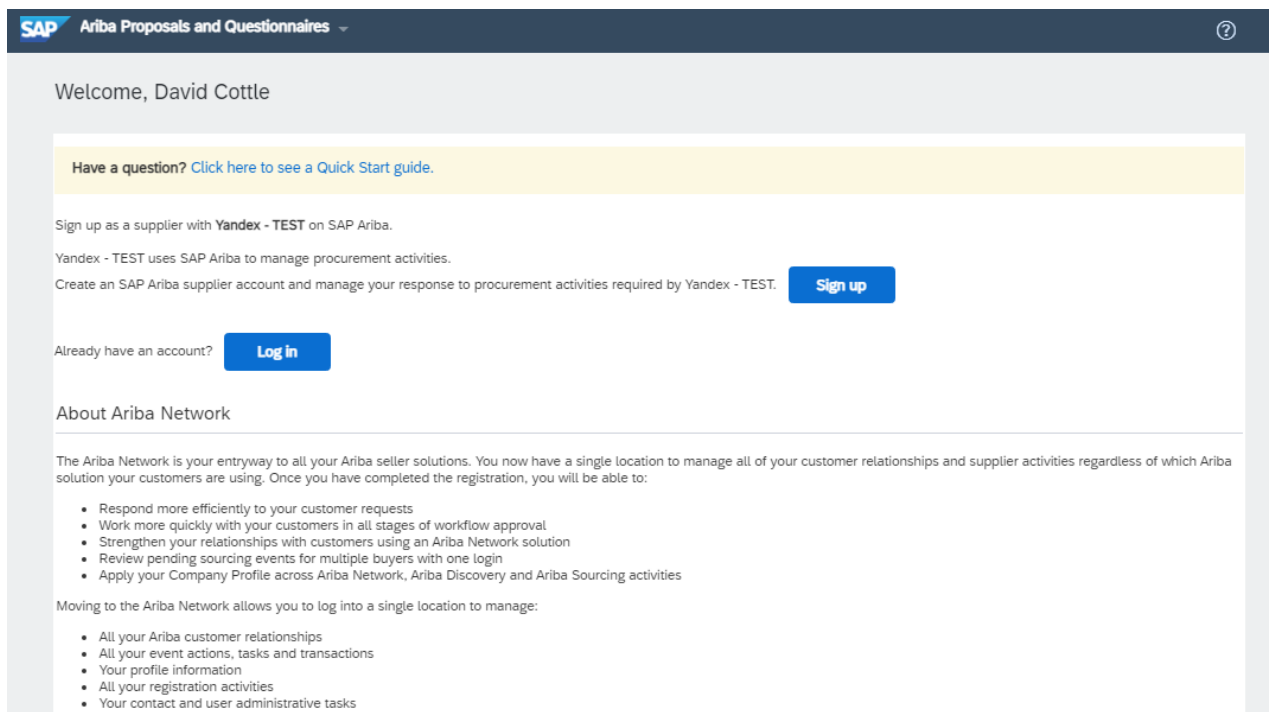 SAP Ariba Proposals and Questionnaires
Welcome, David Cottle
Have a question? Click here to see a Quick Start guide.
Sign up as a supplier with Yandex - TEST on SAP Ariba.
Yandex - TEST uses SAP Ariba to manage procurement activities.
Create an SAP Ariba supplier account and manage your response to procurement activities required by Yandex - TEST. Sign up
Already have an account? Log in
About Ariba Network
The Ariba Network is your entryway to all your Ariba seller solutions. You now have a single location to manage all of your customer relationships and supplier activities regardless of which Ariba
solution your customers are using. Once you have completed the registration, you will be able to:
• Respond more efficiently to your customer requests
• Work more quickly with your customers in all stages of workflow approval
• Strengthen your relationships with customers using an Ariba Network solution
• Review pending sourcing events for multiple buyers with one login
• Apply your Company Profile across Ariba Network, Ariba Discovery and Ariba Sourcing activities
Moving to the Ariba Network allows you to log into a single location to manage:
• All your Ariba customer relationships
• All your event actions, tasks and transactions
• Your profile information
• All your registration activities
• Your contact and user administrative tasks